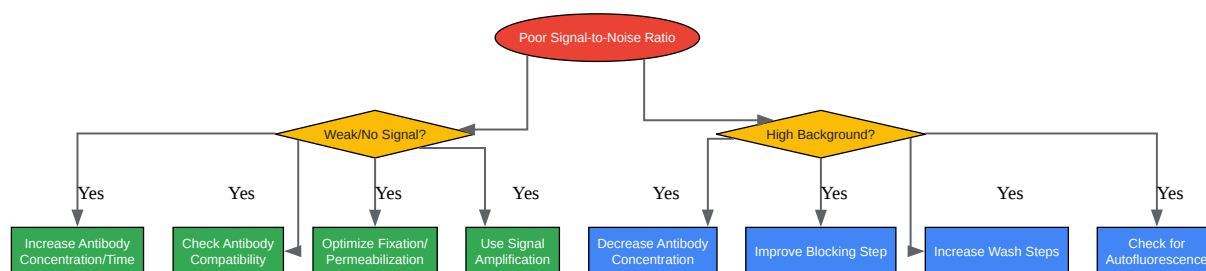 Poor Signal-to-Noise Ratio
Weak/No Signal?
High Background?
Yes
Yes
Yes
Yes
Yes
Yes
Yes
Yes
Increase Antibody
Concentration/Time
Check Antibody
Compatibility
Optimize Fixation/
Permeabilization
Use Signal
Amplification
Decrease Antibody
Concentration
Improve Blocking Step
Increase Wash Steps
Check for
Autofluorescence